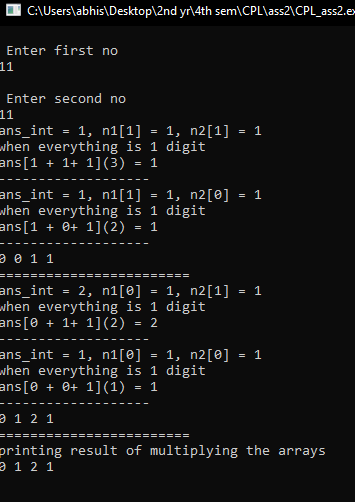 C:\Users\abhis\Desktop\2nd yr\4th sem\CPL\ass2\CPL_ass2.ex
Enter first no
11
Enter second no
11
ans_int = 1, n1[1] = 1, n2[1] = 1
when everything is 1 digit
ans[1 + 1+ 1](3) = 1
-------------------
ans_int = 1, n1[1] = 1, n2[0] = 1
when everything is 1 digit
ans[1 + 0+ 1](2) = 1
-------------------
0 0 1 1
========================
ans_int = 2, n1[0] = 1, n2[1] = 1
when everything is 1 digit
ans[0 + 1+ 1](2) = 2
-------------------
ans_int = 1, n1[0] = 1, n2[0] = 1
when everything is 1 digit
ans[0 + 0+ 1](1) = 1
-------------------
0 1 2 1
========================
printing result of multiplying the arrays
0 1 2 1